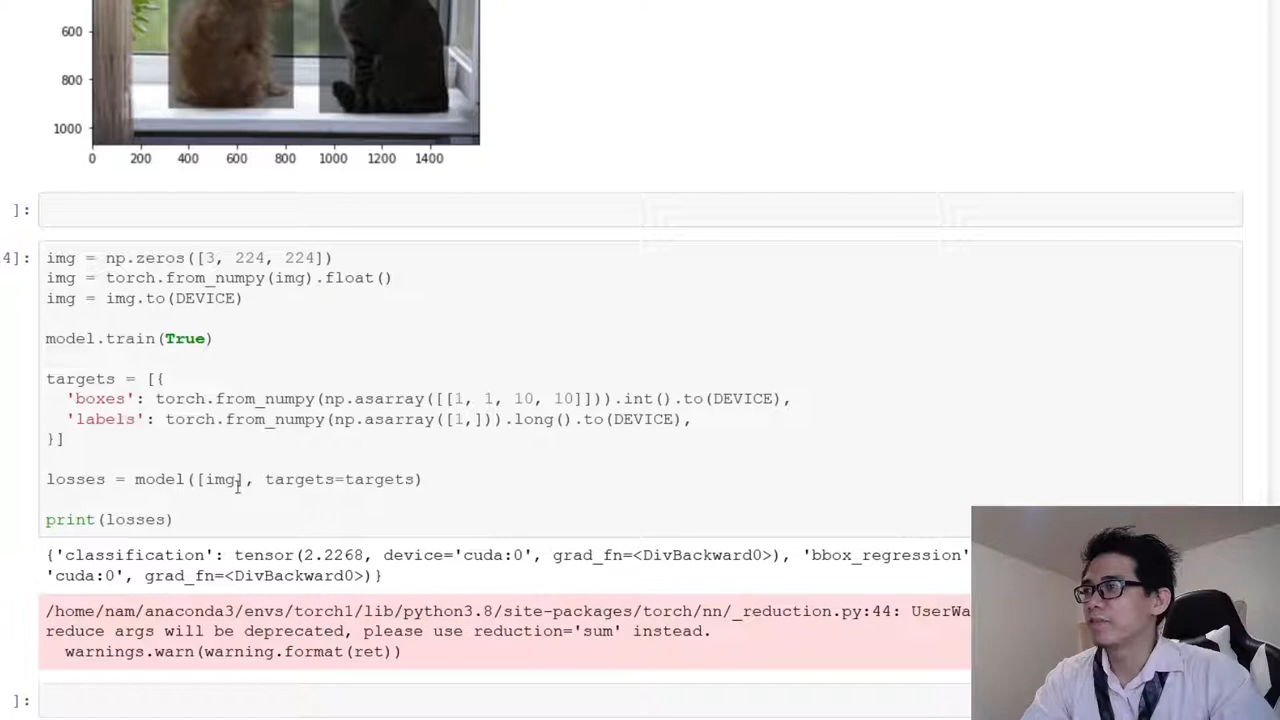 600
800
1000
0 200 400 600 800 1000 1200 1400
]:
4]:
img = np.zeros([3, 224, 224])
img = torch.from_numpy(img).float()
img = img.to(DEVICE)
model.train(True)
targets = [{
'boxes': torch.from_numpy(np.asarray([[1, 1, 10, 10]])).int().to(DEVICE),
'labels': torch.from_numpy(np.asarray([1,])).long().to(DEVICE),
}]
losses = model([img], targets=targets)
print(losses)
{'classification': tensor(2.2268, device='cuda:0', grad_fn=<DivBackward0>), 'bbox_regression'
'cuda:0', grad_fn=<DivBackward0>)}
/home/nam/anaconda3/envs/torch1/lib/python3.8/site-packages/torch/nn/_reduction.py:44: UserWa
reduce args will be deprecated, please use reduction='sum' instead.
warnings.warn(warning.format(ret))
]: